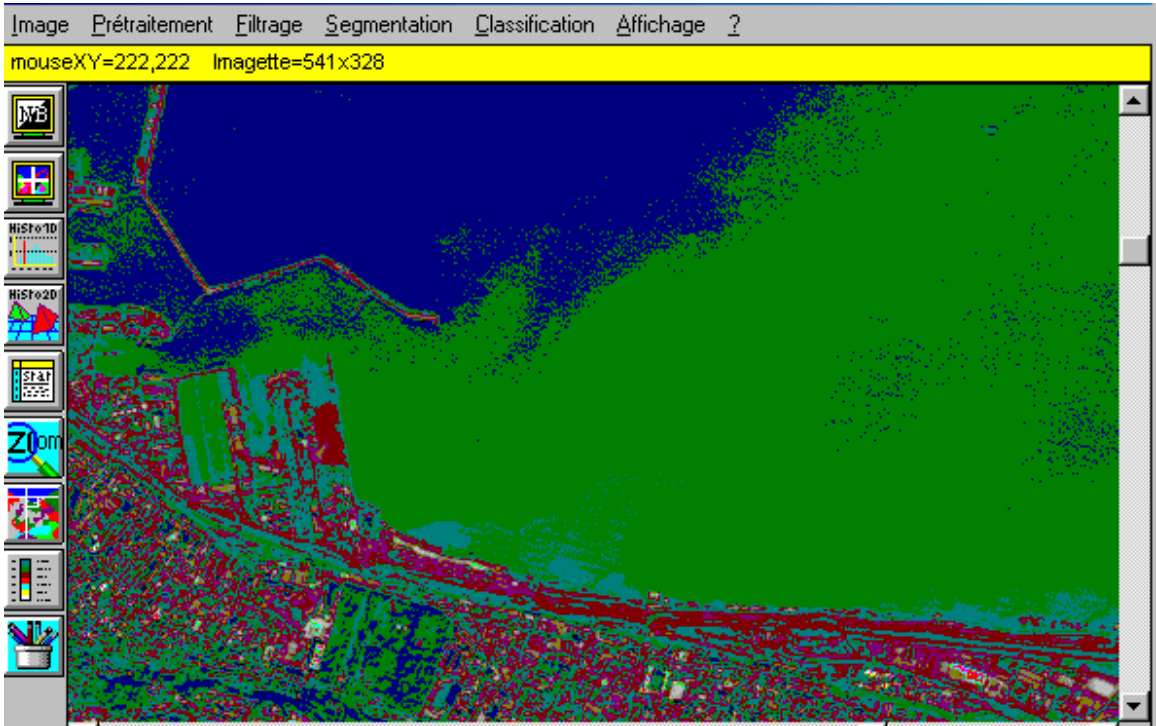 Image Prétraitement Filtrage Segmentation Classification Affichage ?
mouseXY=222,222 Imagette=541x328
NB
HiSto1D
HiSto2D
Stat
ZOom